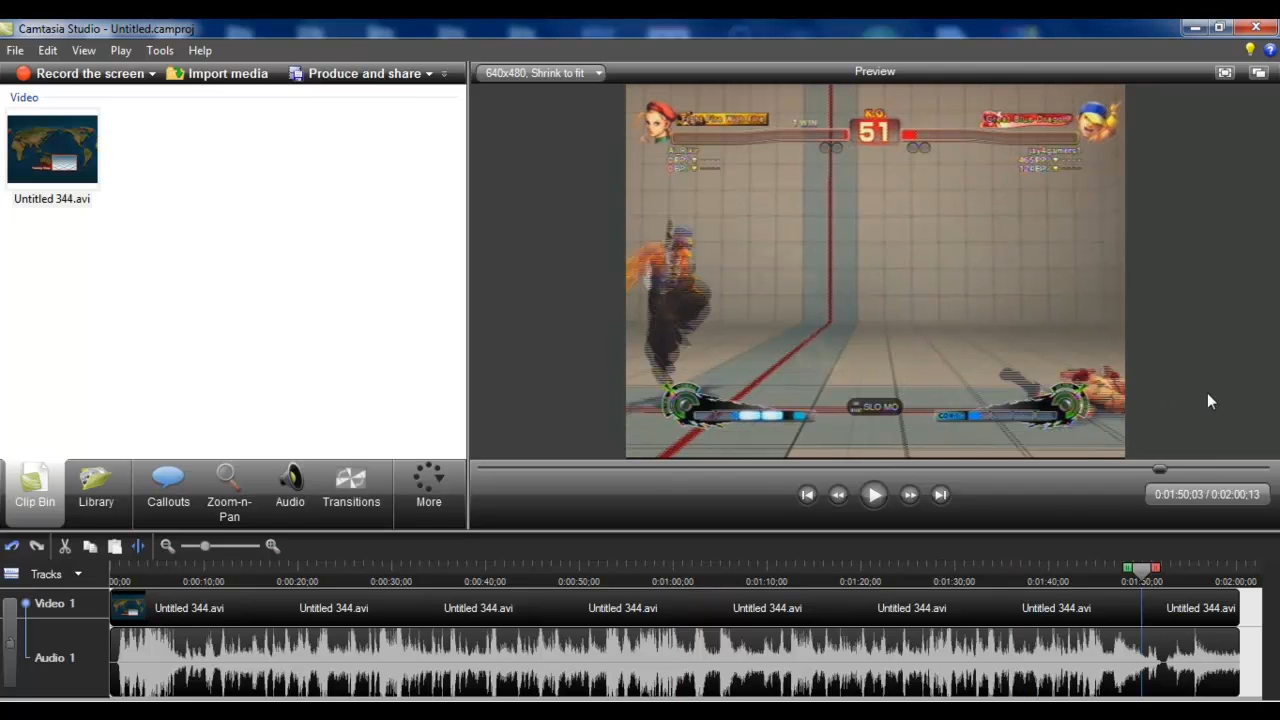 Camtasia Studio - Untitled.camproj
File Edit View Play Tools Help
Record the screen Import media Produce and share
640x480, Shrink to fit Preview
Video
Untitled 344.avi
K.O.
WIN
51
jay4gamers1
SLO MO
Clip Bin Library Callouts Zoom-n-Pan Audio Transitions More
0:01:50;03 / 0:02:00;13
Tracks
00;00 0:00:10;00 0:00:20;00 0:00:30;00 0:00:40;00 0:00:50;00 0:01:00;00 0:01:10;00 0:01:20;00 0:01:30;00 0:01:40;00 0:01:50;00 0:02:00;00
Video 1 Untitled 344.avi Untitled 344.avi Untitled 344.avi Untitled 344.avi Untitled 344.avi Untitled 344.avi Untitled 344.avi Untitled 344.avi
Audio 1